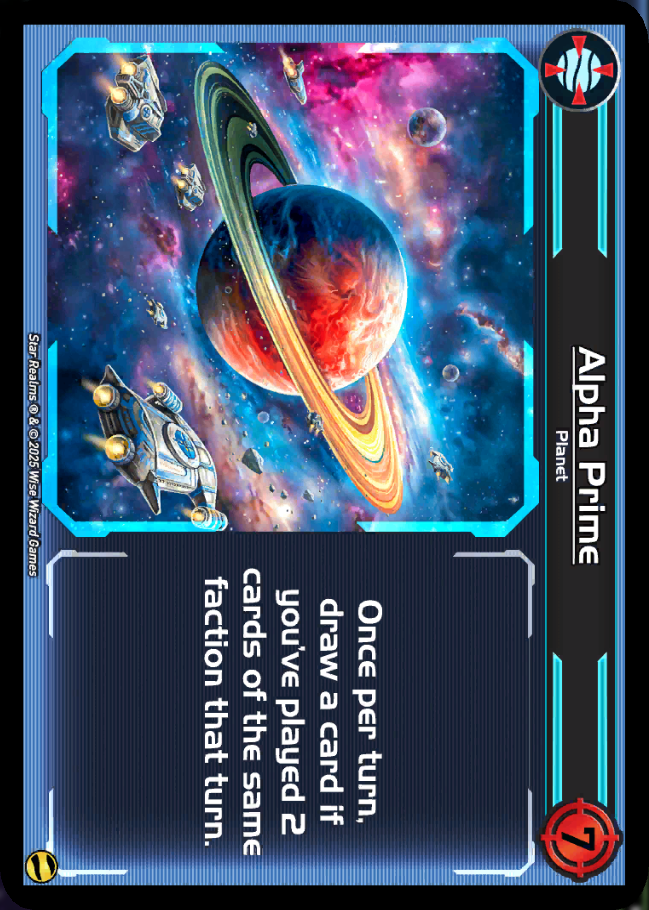 Alpha Prime
Planet
7
Once per turn,
draw a card if
you've played 2
cards of the same
faction that turn.
Star Realms ® & © 2025 Wise Wizard Games